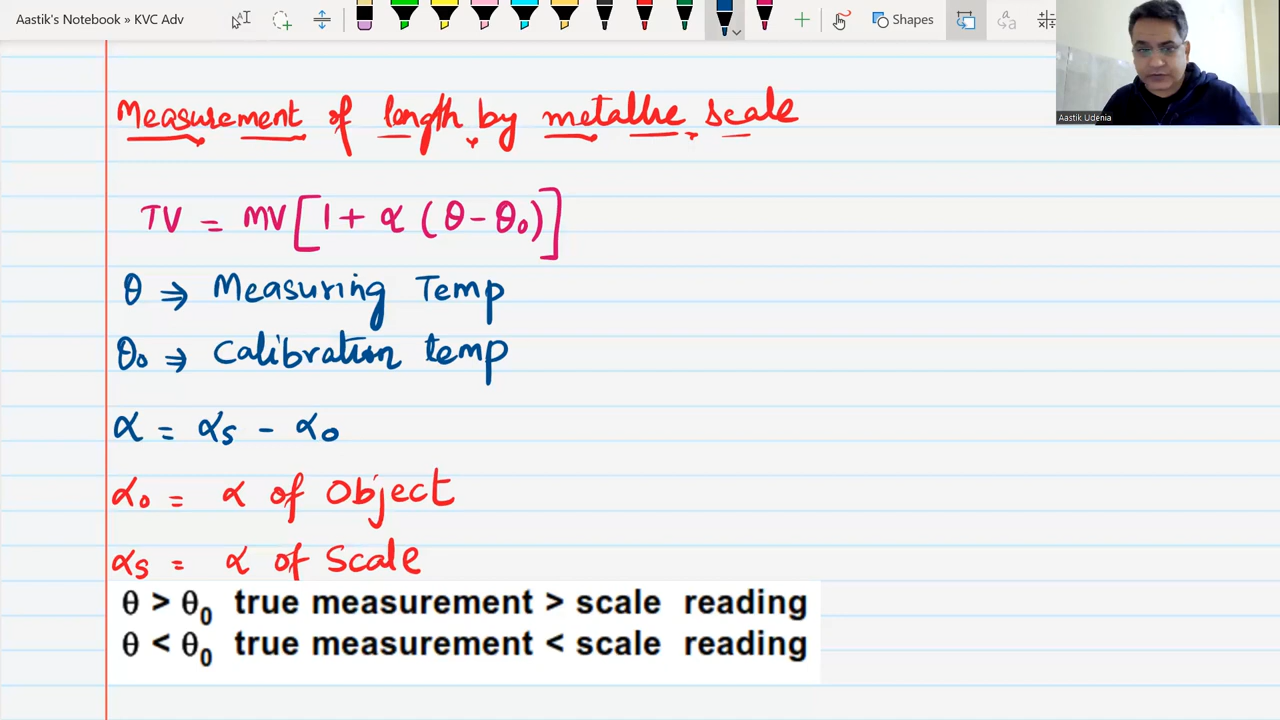 Aastik's Notebook » KVC Adv
Shapes
Aastik Udenia
Measurement of length by metallic scale
TV = MV [1 + α (θ - θ₀)]
θ ⇒ Measuring Temp
θ₀ ⇒ Calibration temp
α = αs - α₀
α₀ = α of Object
αs = α of Scale
θ > θ₀ true measurement > scale reading
θ < θ₀ true measurement < scale reading